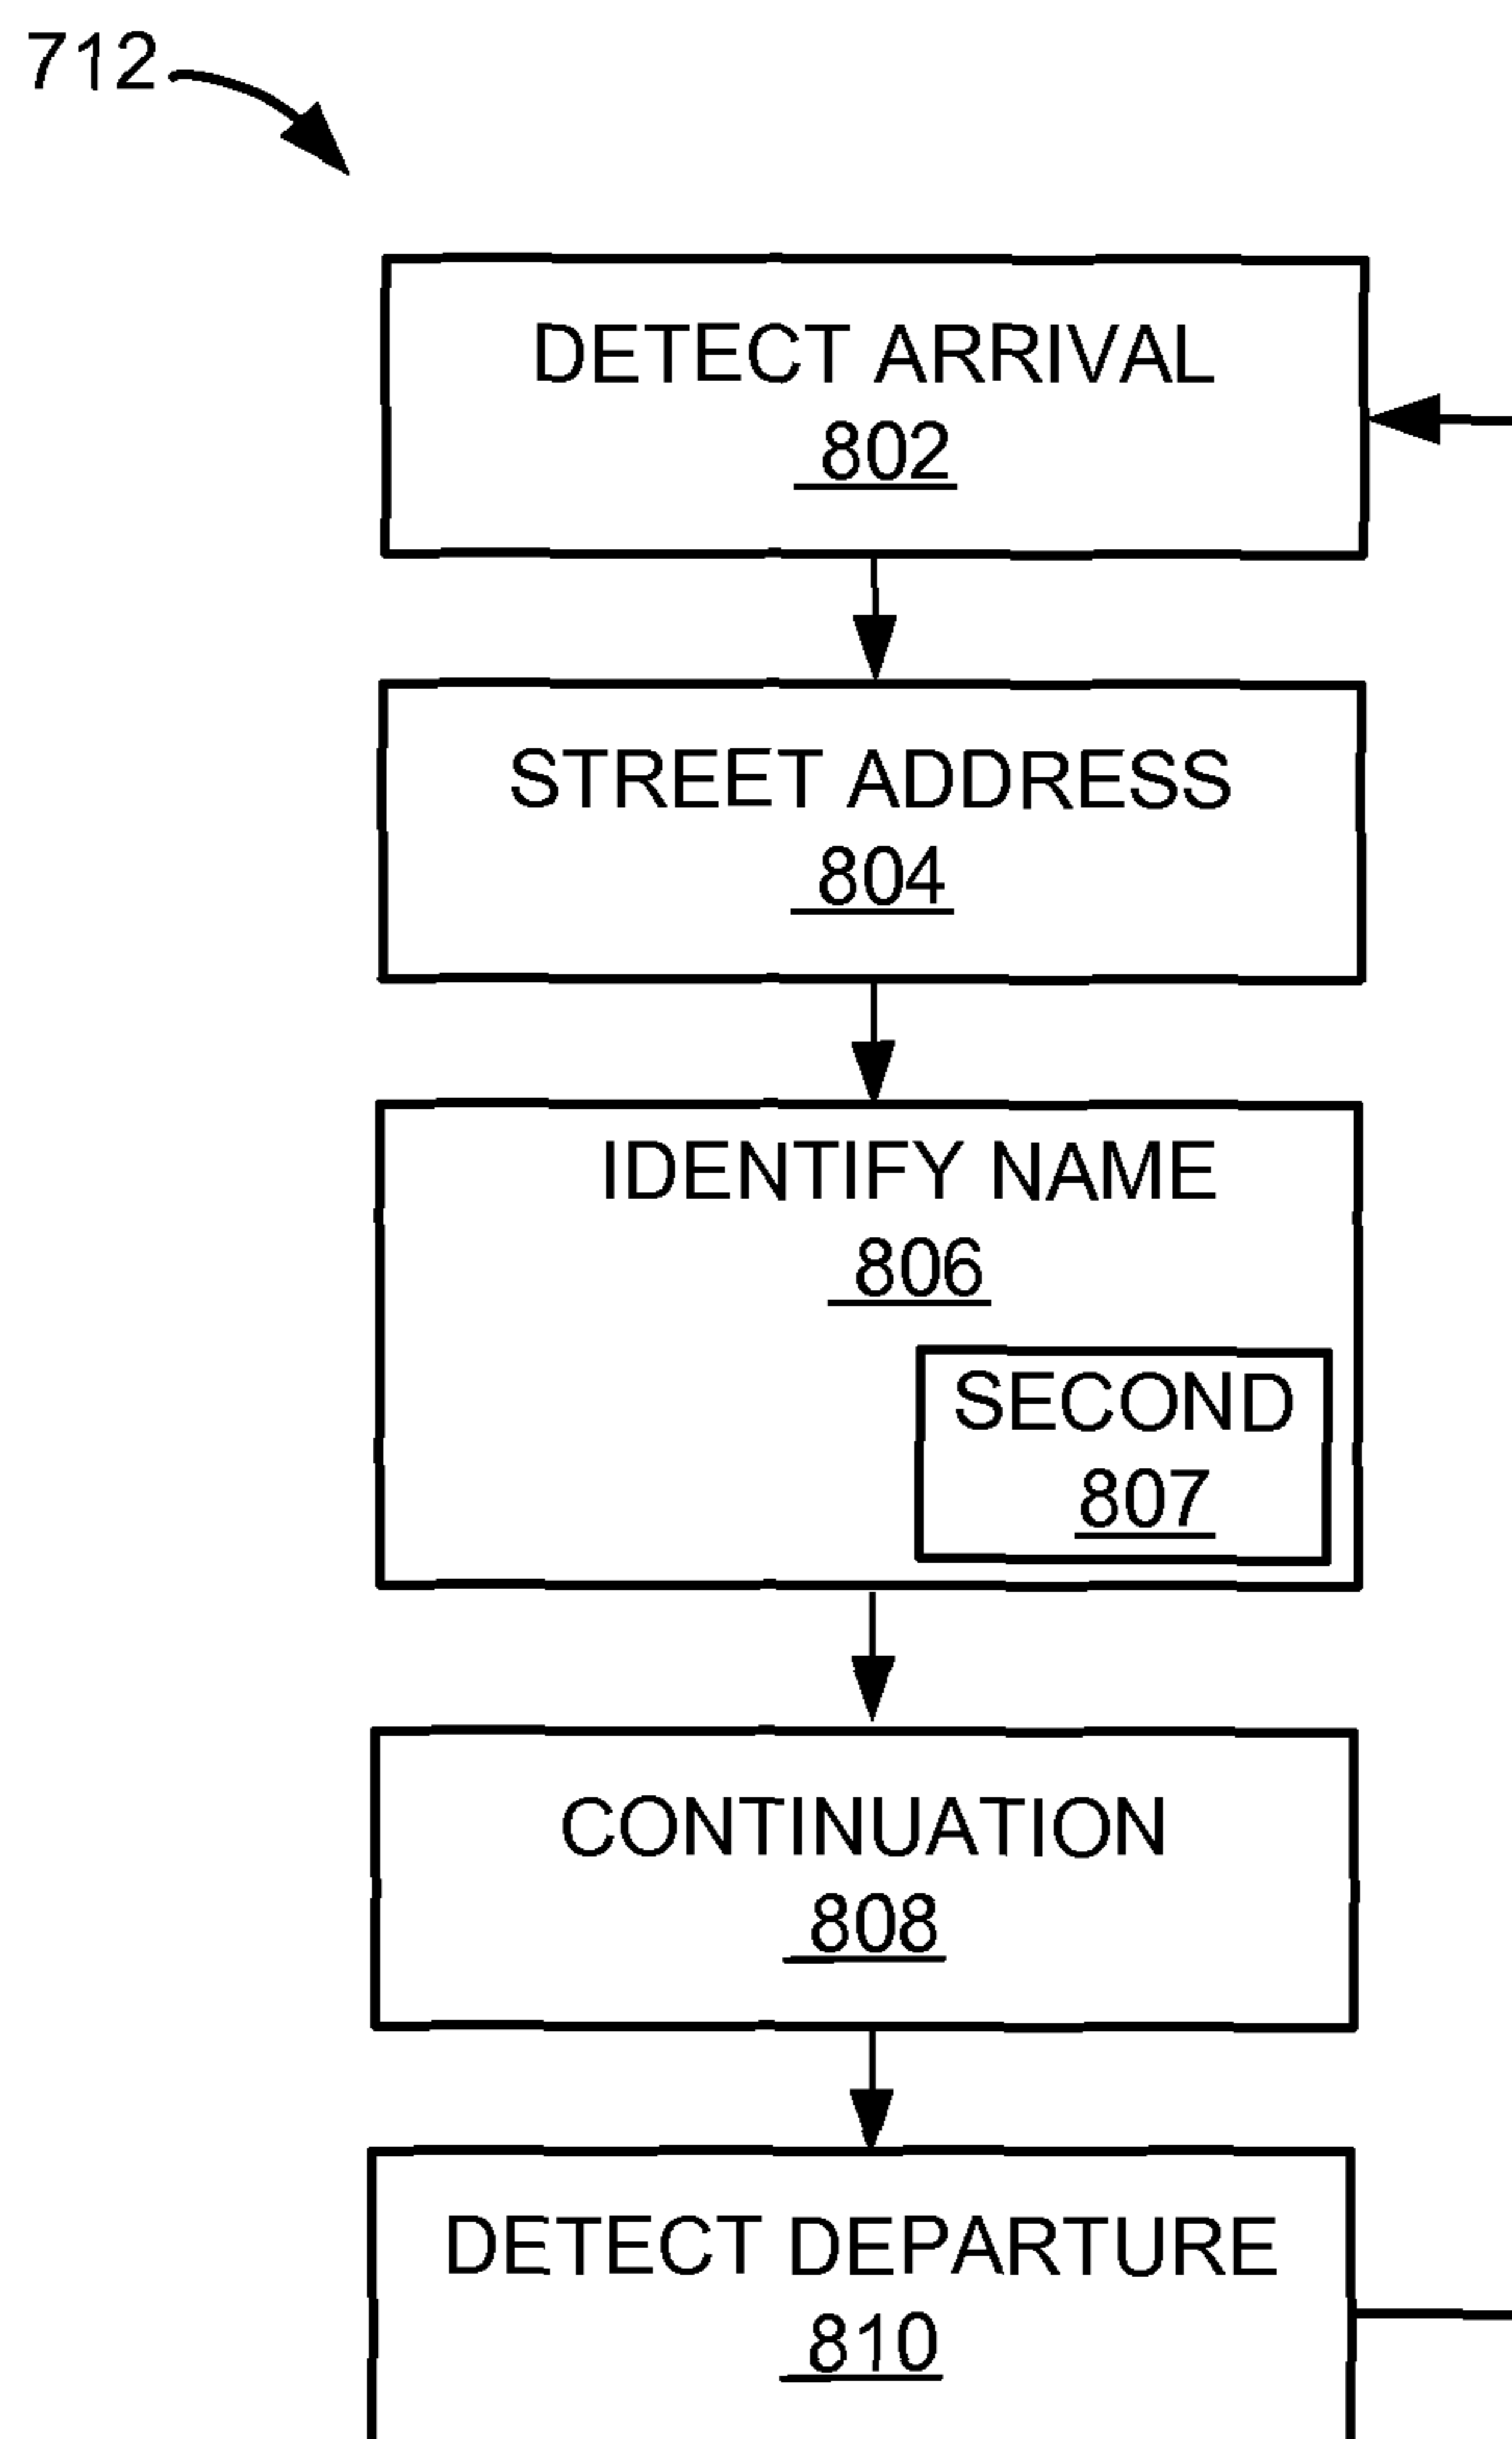 712
DETECT ARRIVAL
802
STREET ADDRESS
804
IDENTIFY NAME
806
SECOND
807
CONTINUATION
808
DETECT DEPARTURE
810